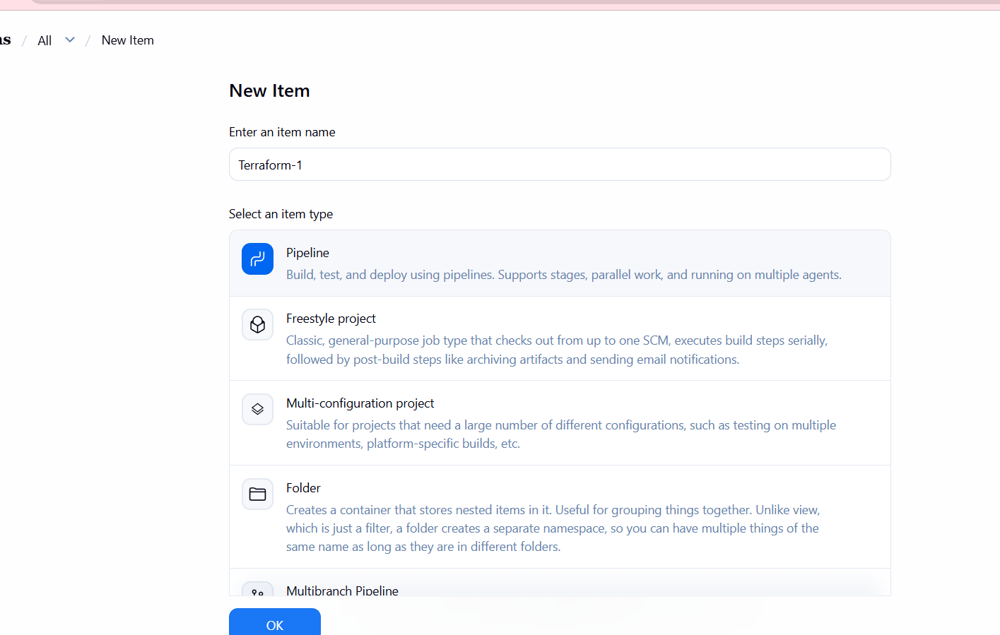 / All / New Item
New Item
Enter an item name
Terraform-1
Select an item type
Pipeline
Build, test, and deploy using pipelines. Supports stages, parallel work, and running on multiple agents.
Freestyle project
Classic, general-purpose job type that checks out from up to one SCM, executes build steps serially,
followed by post-build steps like archiving artifacts and sending email notifications.
Multi-configuration project
Suitable for projects that need a large number of different configurations, such as testing on multiple
environments, platform-specific builds, etc.
Folder
Creates a container that stores nested items in it. Useful for grouping things together. Unlike view,
which is just a filter, a folder creates a separate namespace, so you can have multiple things of the
same name as long as they are in different folders.
Multibranch Pipeline
OK